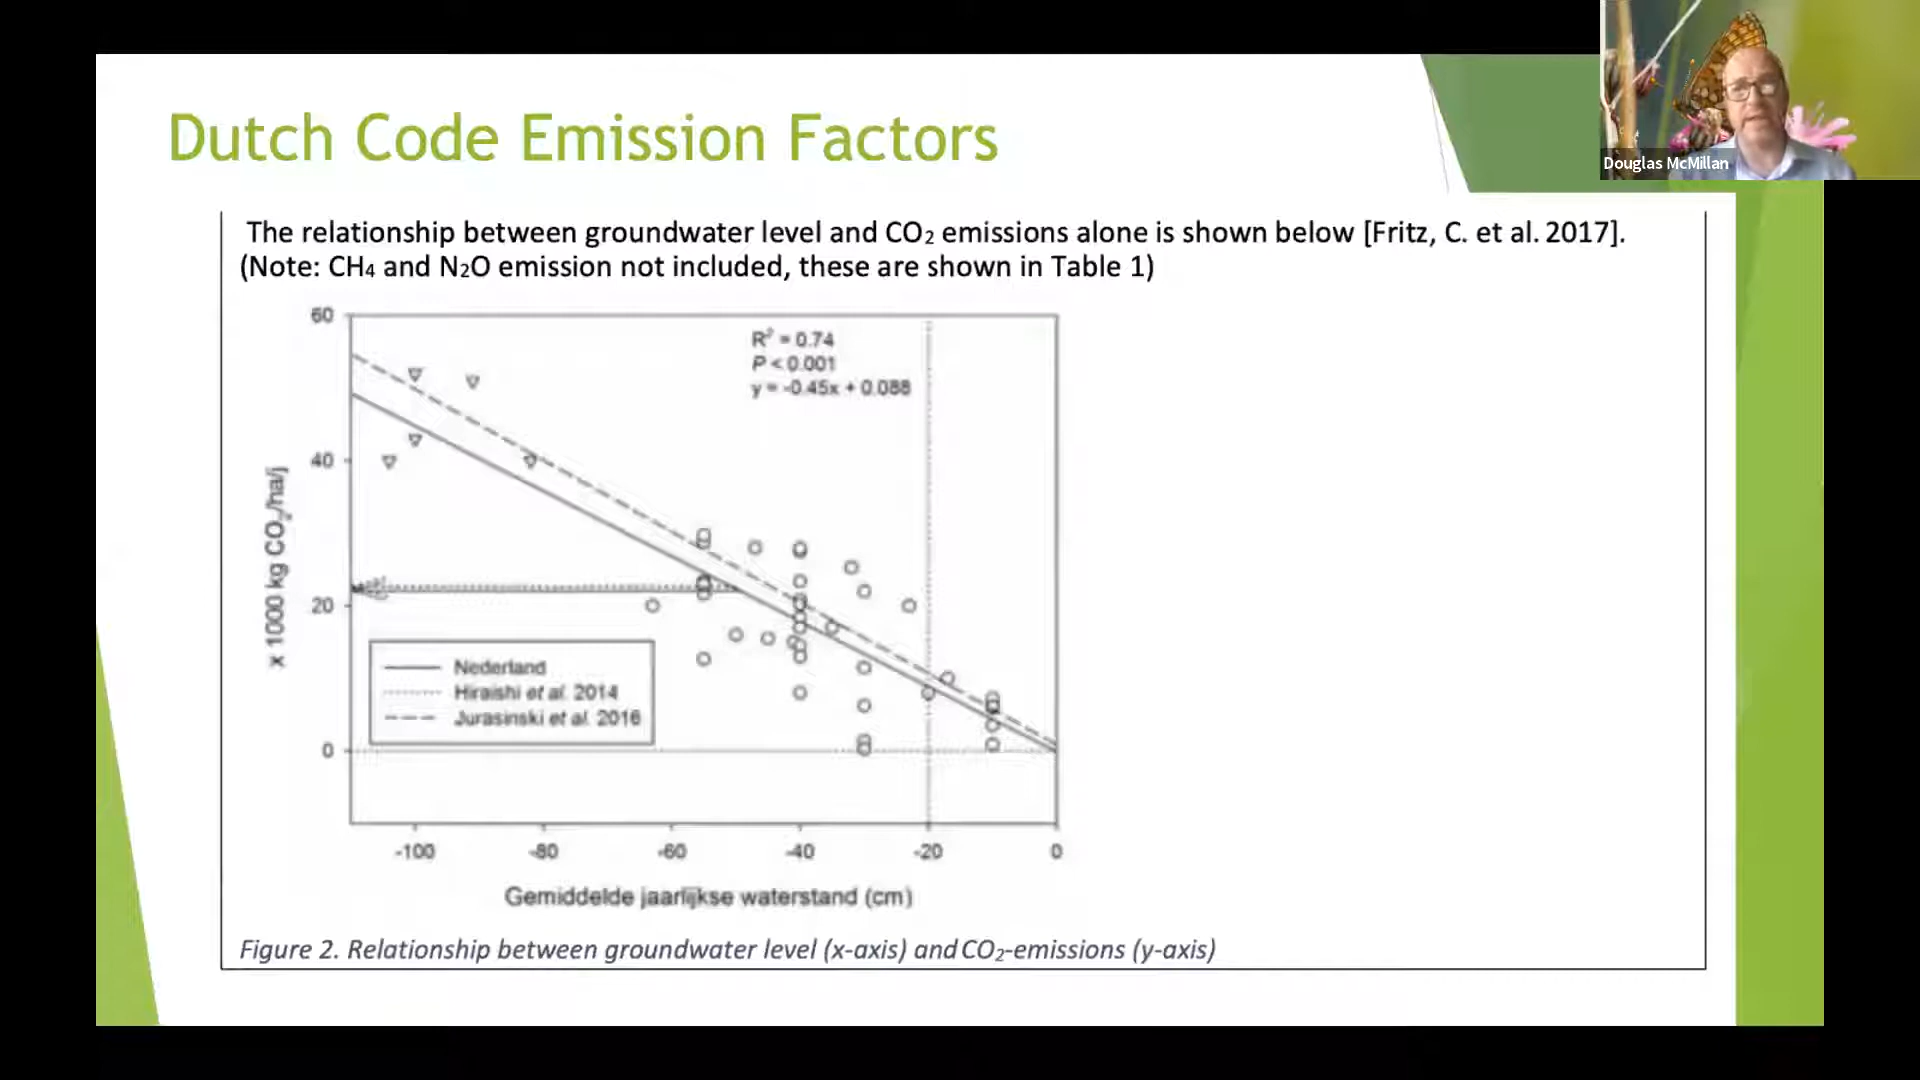 Dutch Code Emission Factors
Douglas McMillan
The relationship between groundwater level and CO₂ emissions alone is shown below [Fritz, C. et al. 2017].
(Note: CH₄ and N₂O emission not included, these are shown in Table 1)
60
40
20
0
x 1000 kg CO₂/ha/j
R² = 0.74
P < 0.001
y = -0.45x + 0.088
Nederland
Hiraishi et al. 2014
Jurasinski et al. 2016
-100 -80 -60 -40 -20 0
Gemiddelde jaarlijkse waterstand (cm)
Figure 2. Relationship between groundwater level (x-axis) and CO₂-emissions (y-axis)